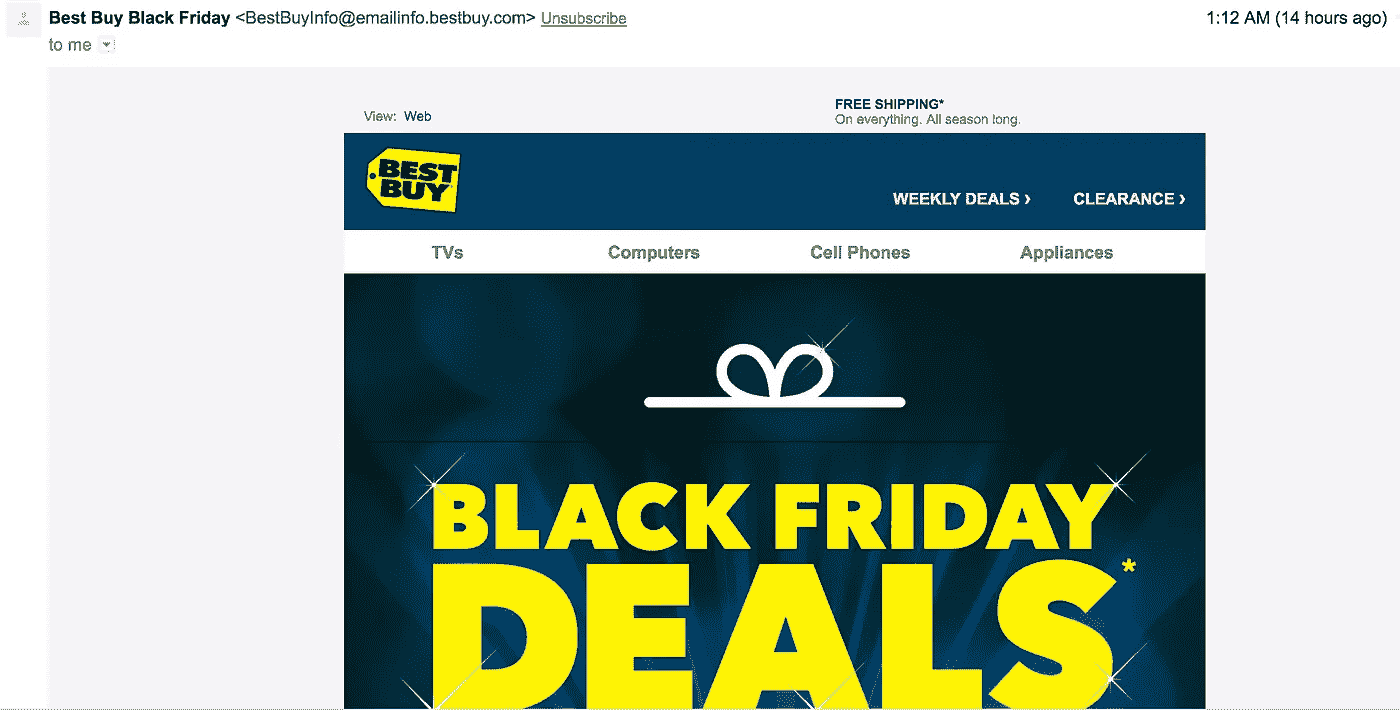 Best Buy Black Friday <BestBuyInfo@emailinfo.bestbuy.com> Unsubscribe
1:12 AM (14 hours ago)
to me
View: Web
FREE SHIPPING*
On everything. All season long.
BEST
BUY
WEEKLY DEALS ›
CLEARANCE ›
TVs
Computers
Cell Phones
Appliances
BLACK FRIDAY
DEALS*